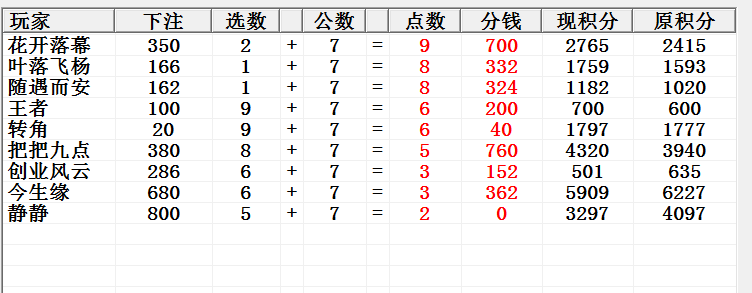 玩家 下注 选数 公数 点数 分钱 现积分 原积分
花开落幕 350 2 + 7 = 9 700 2765 2415
叶落飞杨 166 1 + 7 = 8 332 1759 1593
随遇而安 162 1 + 7 = 8 324 1182 1020
王者 100 9 + 7 = 6 200 700 600
转角 20 9 + 7 = 6 40 1797 1777
把把九点 380 8 + 7 = 5 760 4320 3940
创业风云 286 6 + 7 = 3 152 501 635
今生缘 680 6 + 7 = 3 362 5909 6227
静静 800 5 + 7 = 2 0 3297 4097